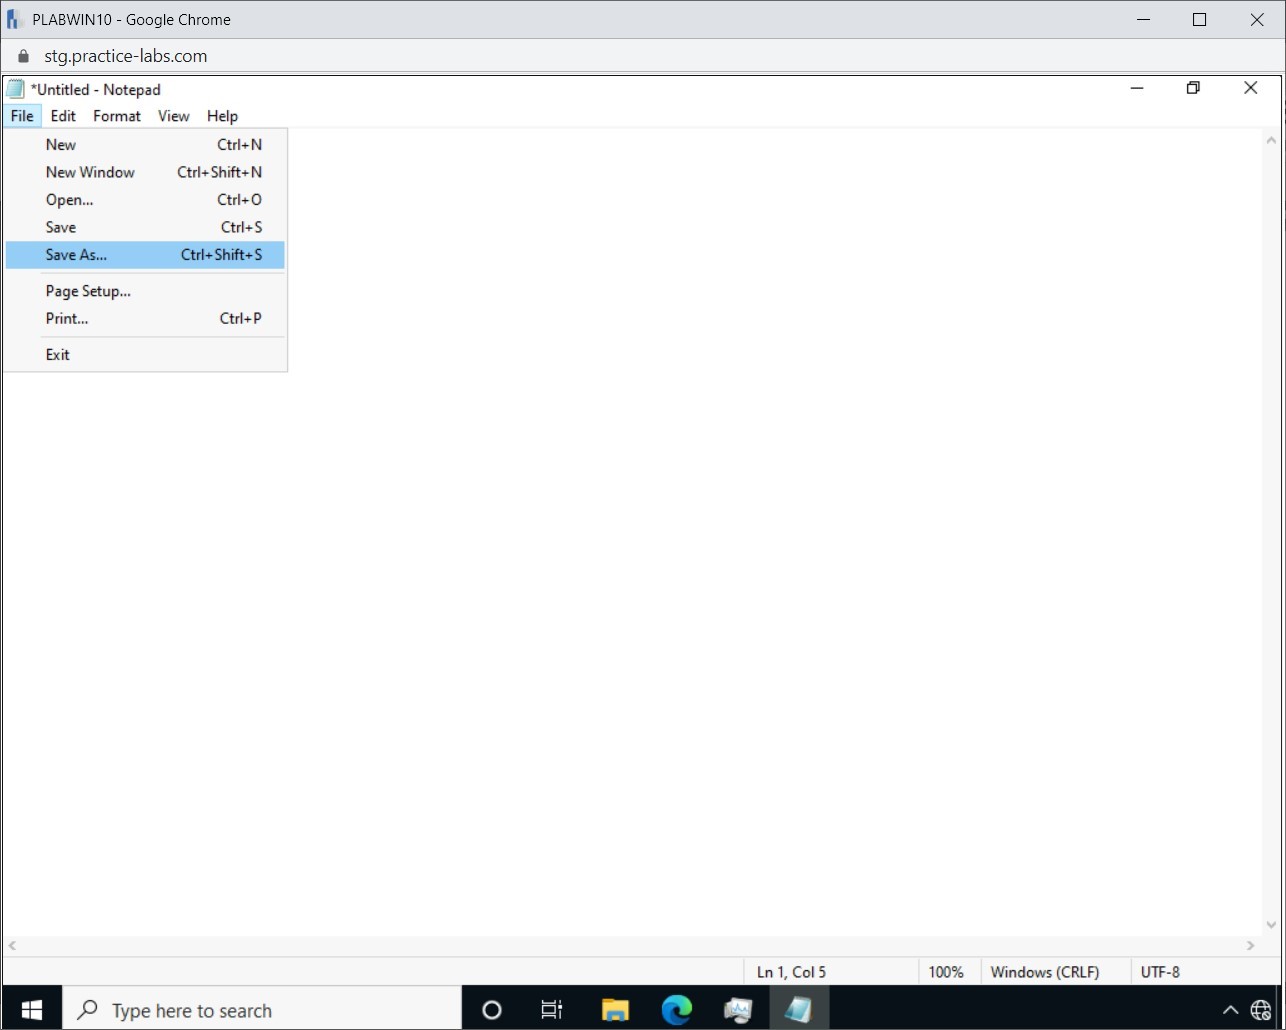 PLABWIN10 - Google Chrome
stg.practice-labs.com
*Untitled - Notepad
File Edit Format View Help
New Ctrl+N
New Window Ctrl+Shift+N
Open... Ctrl+O
Save Ctrl+S
Save As... Ctrl+Shift+S
Page Setup...
Print... Ctrl+P
Exit
Ln 1, Col 5 100% Windows (CRLF) UTF-8
Type here to search